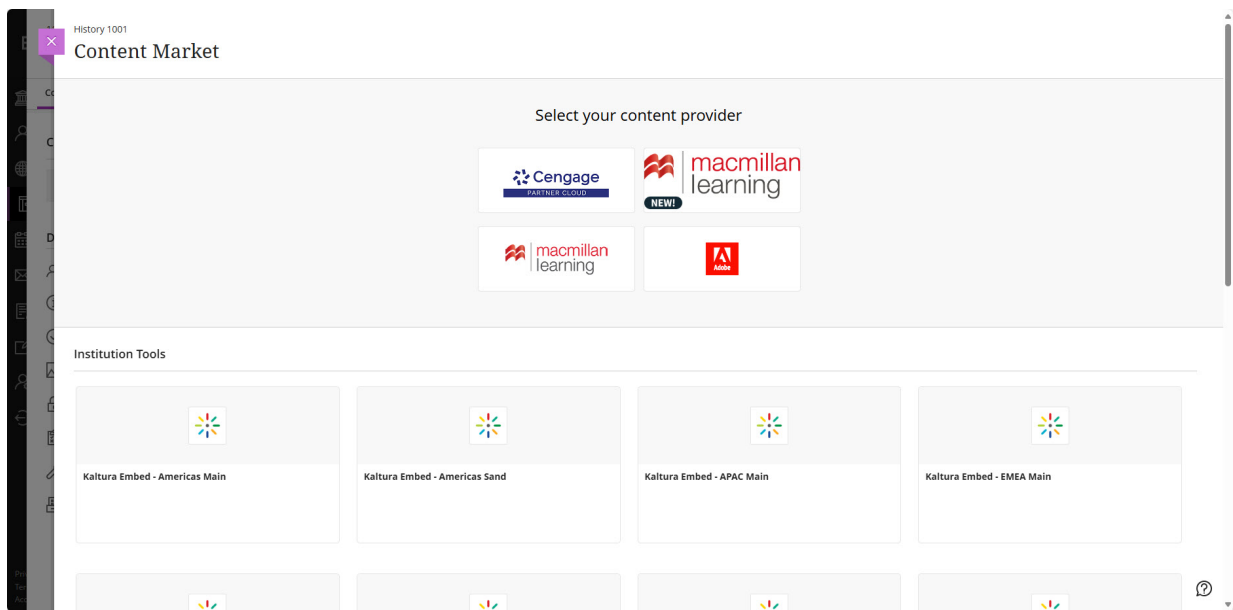 History 1001
Content Market
Select your content provider
Cengage
PARTNER CLOUD
macmillan
learning
NEW!
macmillan
learning
Adobe
Institution Tools
Kaltura Embed - Americas Main
Kaltura Embed - Americas Sand
Kaltura Embed - APAC Main
Kaltura Embed - EMEA Main